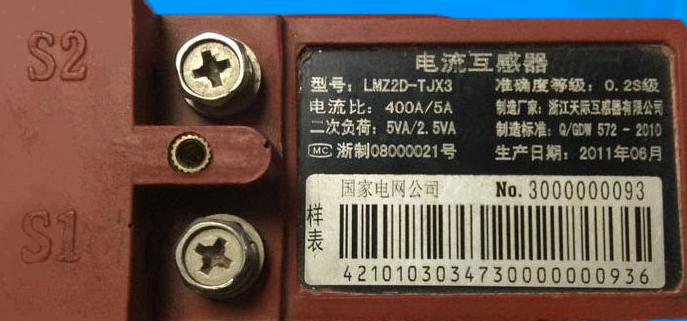 S2
S1
电流互感器
型号: LMZ2D-TJX3 准确度等级: 0.2S级
电流比: 400A/5A 制造厂家: 浙江天际互感器有限公司
二次负荷: 5VA/2.5VA 制造标准: Q/GDW 572-2010
MC 浙制08000021号 生产日期: 2011年06月
国家电网公司 No.3000000093
样表
4210103034730000000936